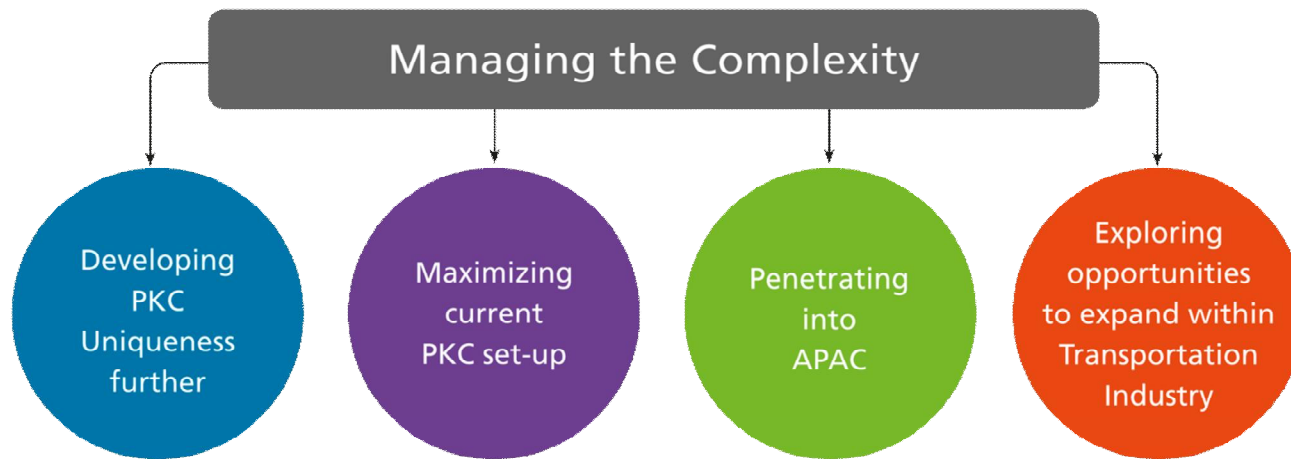 Managing the Complexity
Developing
PKC
Uniqueness
further
Maximizing
current
PKC set-up
Penetrating
into
APAC
Exploring
opportunities
to expand within
Transportation
Industry